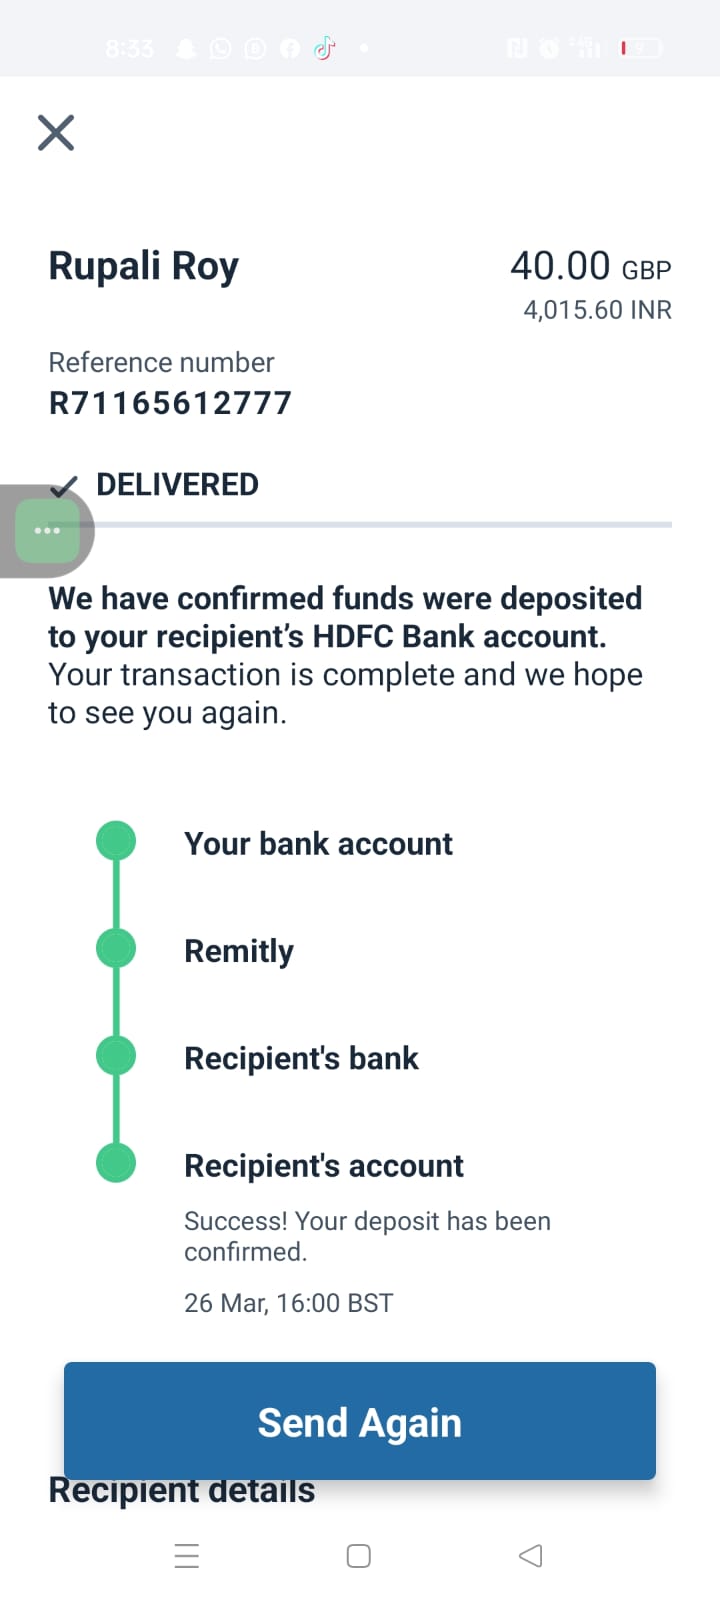 8:33
Rupali Roy
40.00 GBP
4,015.60 INR
Reference number
R71165612777
DELIVERED
We have confirmed funds were deposited
to your recipient’s HDFC Bank account.
Your transaction is complete and we hope
to see you again.
Your bank account
Remitly
Recipient's bank
Recipient's account
Success! Your deposit has been
confirmed.
26 Mar, 16:00 BST
Send Again
Recipient details